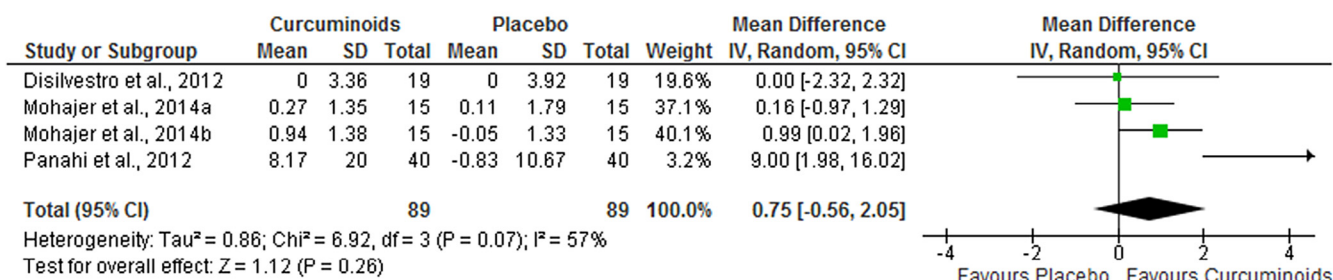 Curcuminoids Placebo Mean Difference Mean Difference
Study or Subgroup Mean SD Total Mean SD Total Weight IV, Random, 95% CI IV, Random, 95% CI
Disilvestro et al., 2012 0 3.36 19 0 3.92 19 19.6% 0.00 [-2.32, 2.32]
Mohajer et al., 2014a 0.27 1.35 15 0.11 1.79 15 37.1% 0.16 [-0.97, 1.29]
Mohajer et al., 2014b 0.94 1.38 15 -0.05 1.33 15 40.1% 0.99 [0.02, 1.96]
Panahi et al., 2012 8.17 20 40 -0.83 10.67 40 3.2% 9.00 [1.98, 16.02]
Total (95% CI) 89 89 100.0% 0.75 [-0.56, 2.05]
Heterogeneity: Tau² = 0.86; Chi² = 6.92, df = 3 (P = 0.07); I² = 57%
Test for overall effect: Z = 1.12 (P = 0.26)
-4 -2 0 2 4
Favours Placebo Favours Curcuminoids